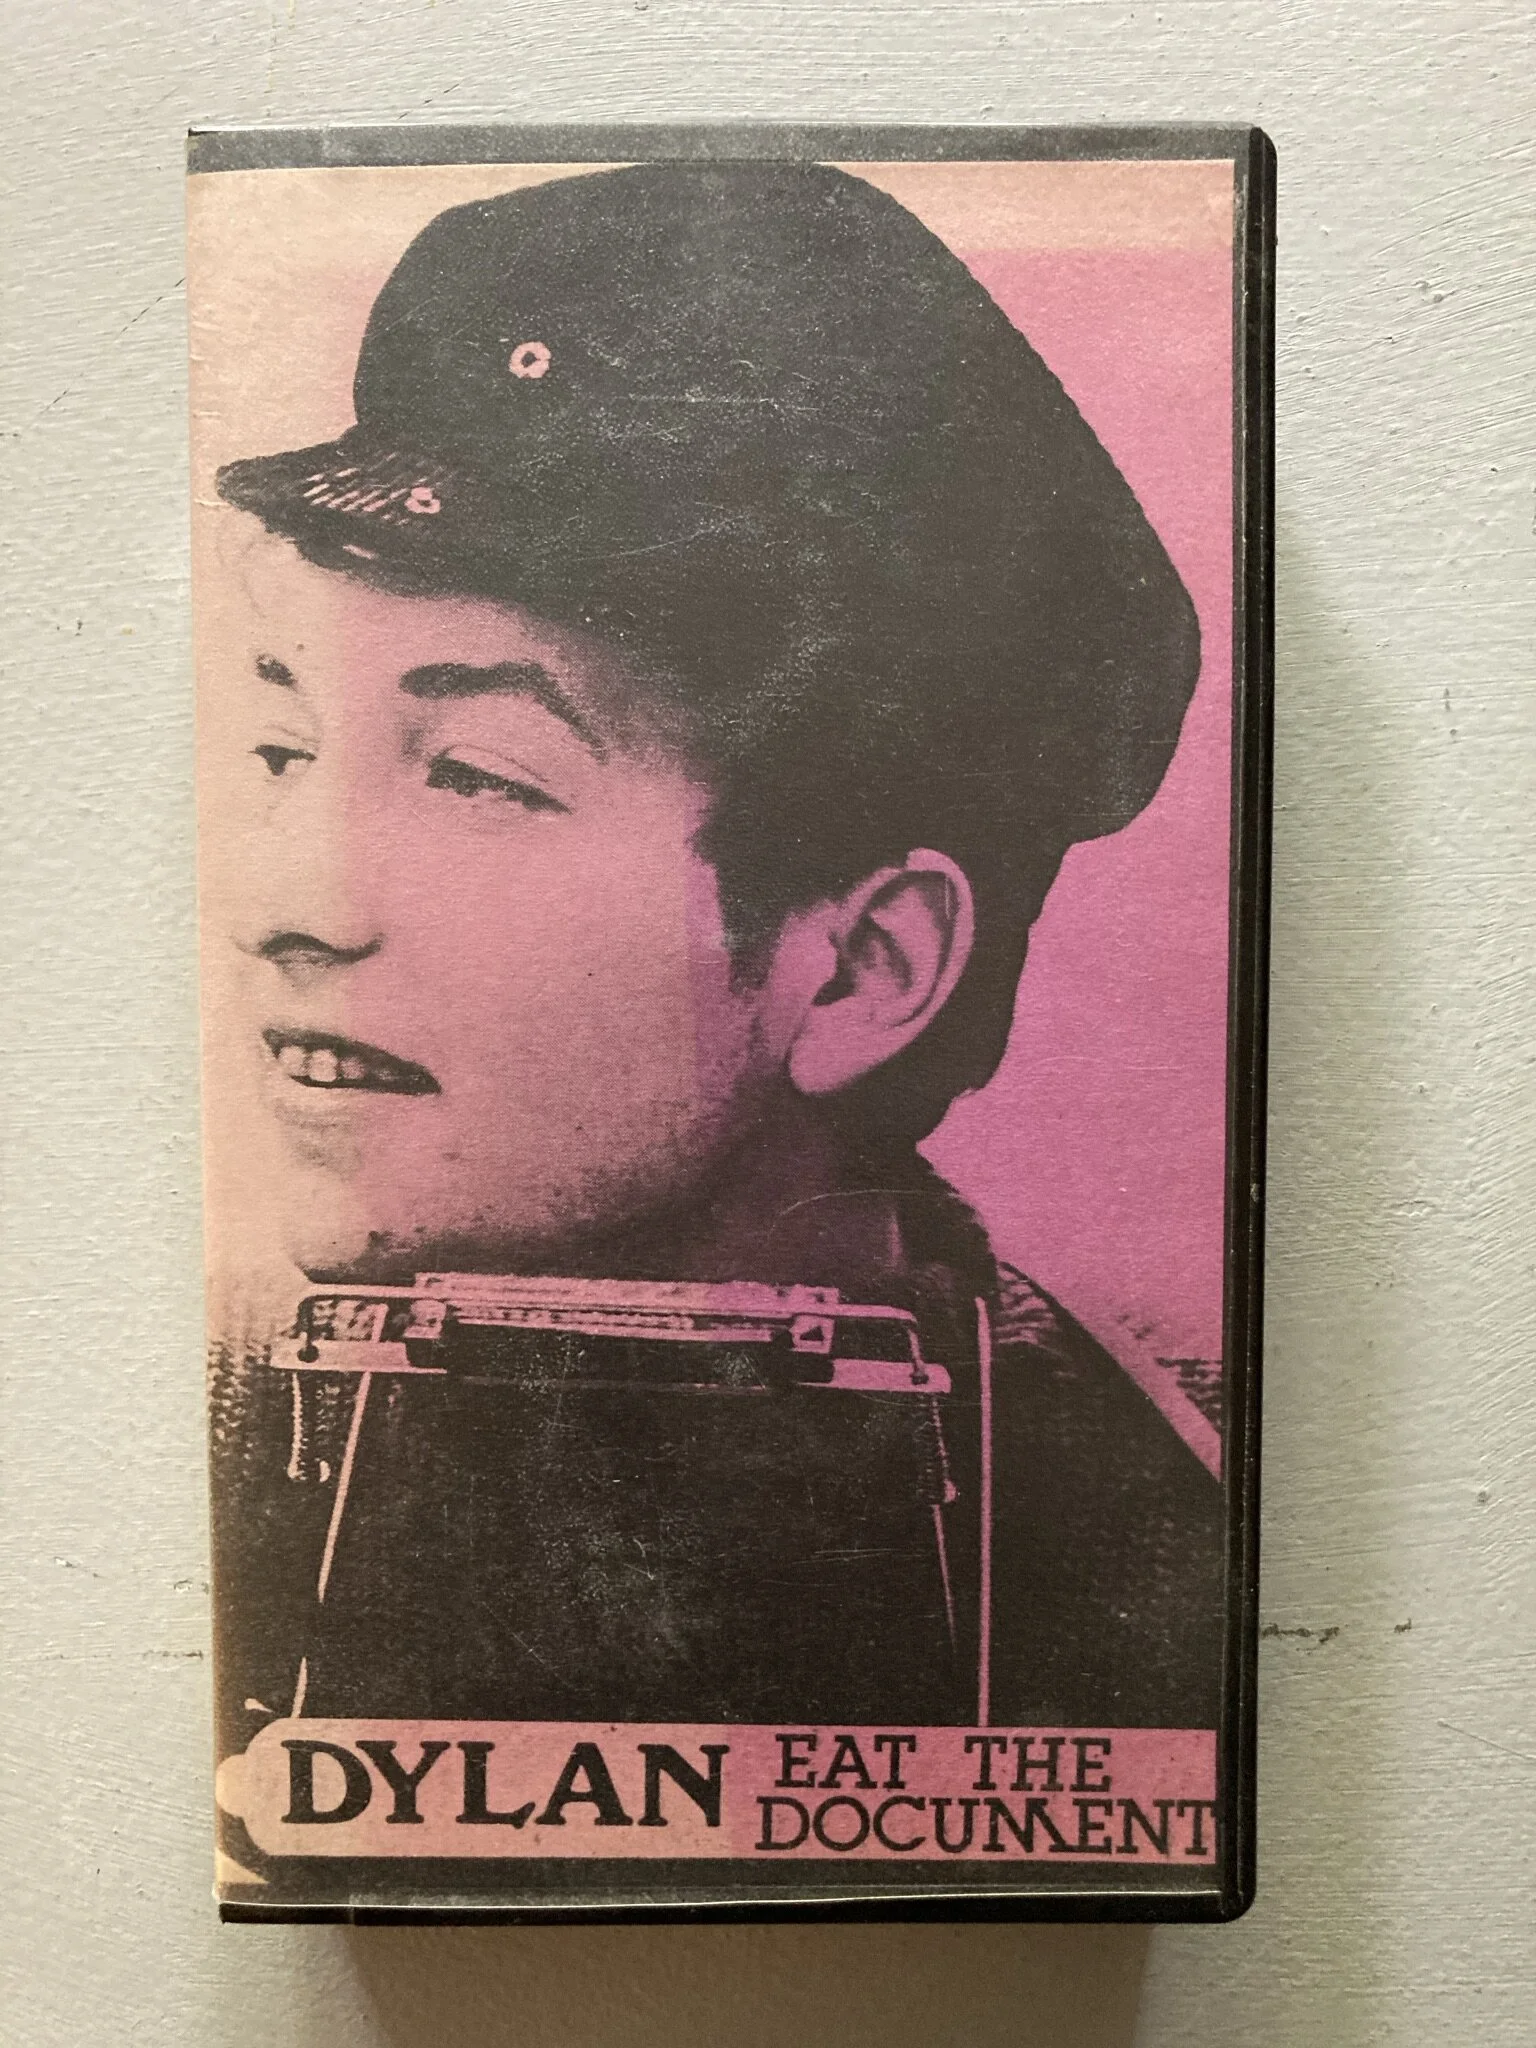 DYLAN
EAT THE
DOCUMENT